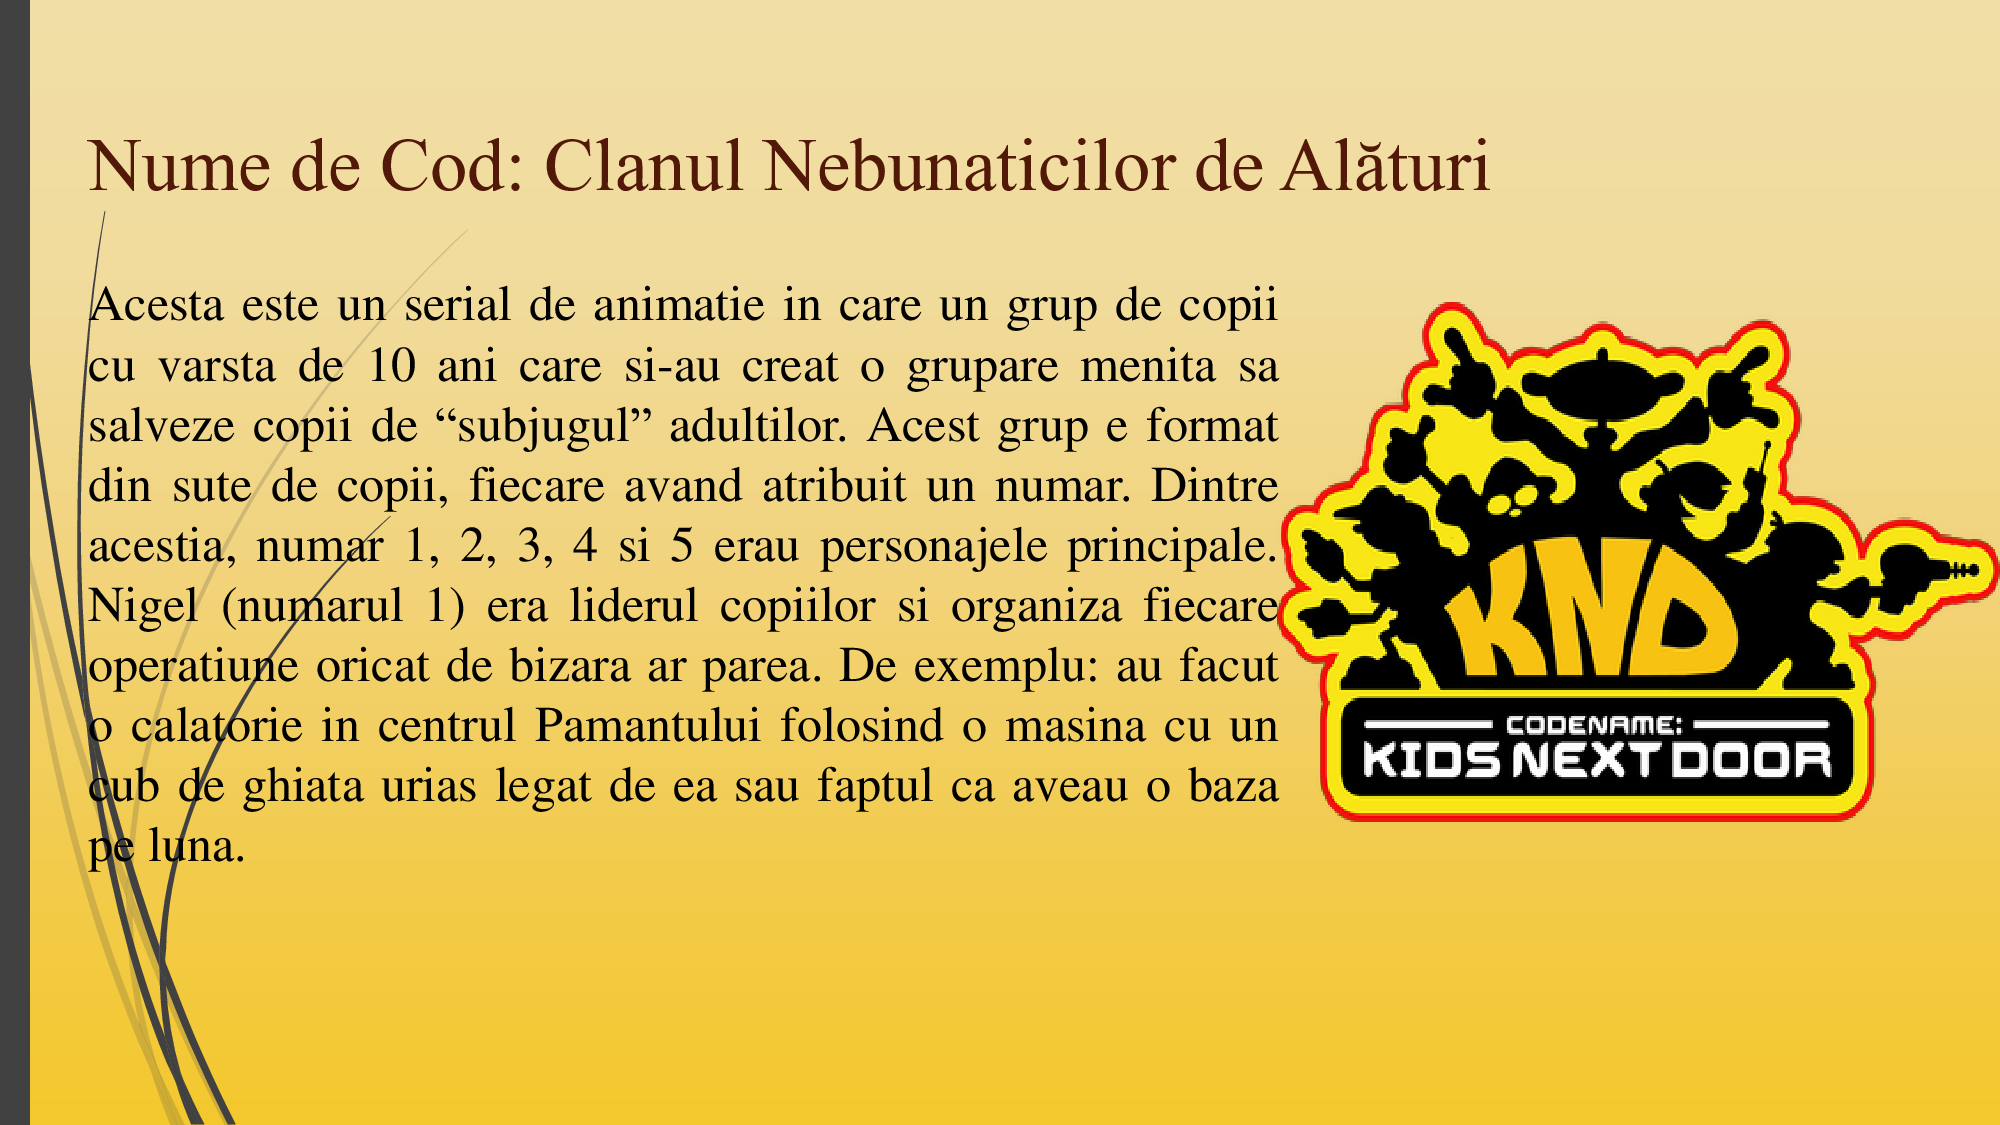 Nume de Cod: Clanul Nebunaticilor de Alături
Acesta este un serial de animatie in care un grup de copii
cu varsta de 10 ani care si-au creat o grupare menita sa
salveze copii de “subjugul” adultilor. Acest grup e format
din sute de copii, fiecare avand atribuit un numar. Dintre
acestia, numar 1, 2, 3, 4 si 5 erau personajele principale.
Nigel (numarul 1) era liderul copiilor si organiza fiecare
operatiune oricat de bizara ar parea. De exemplu: au facut
o calatorie in centrul Pamantului folosind o masina cu un
cub de ghiata urias legat de ea sau faptul ca aveau o baza
pe luna.
KND
CODENAME:
KIDS NEXT DOOR